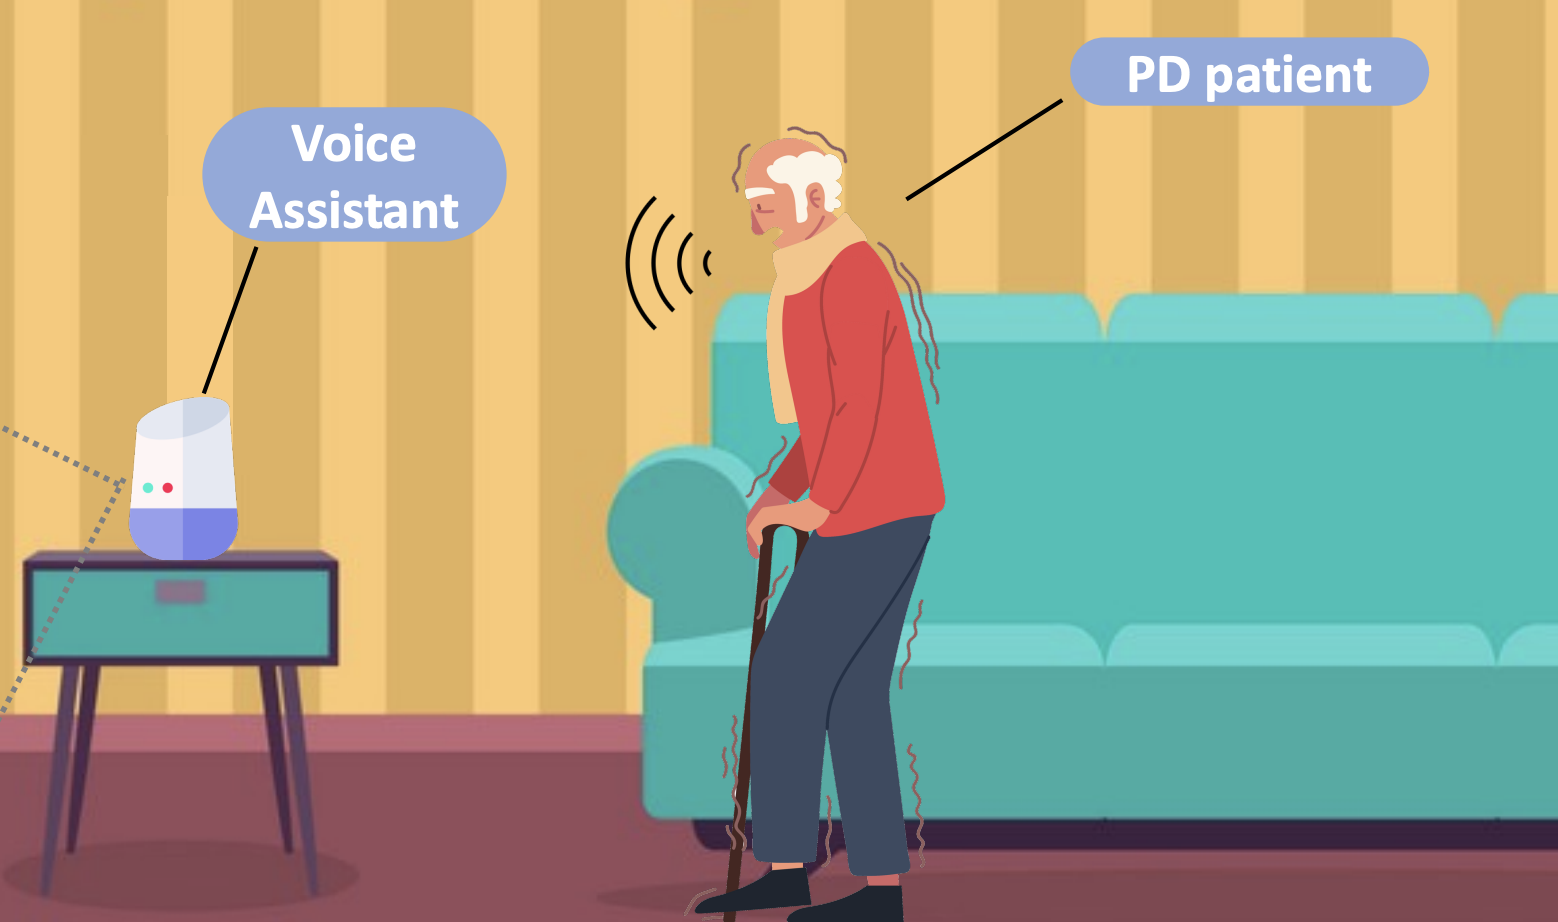 PD patient
Voice
Assistant